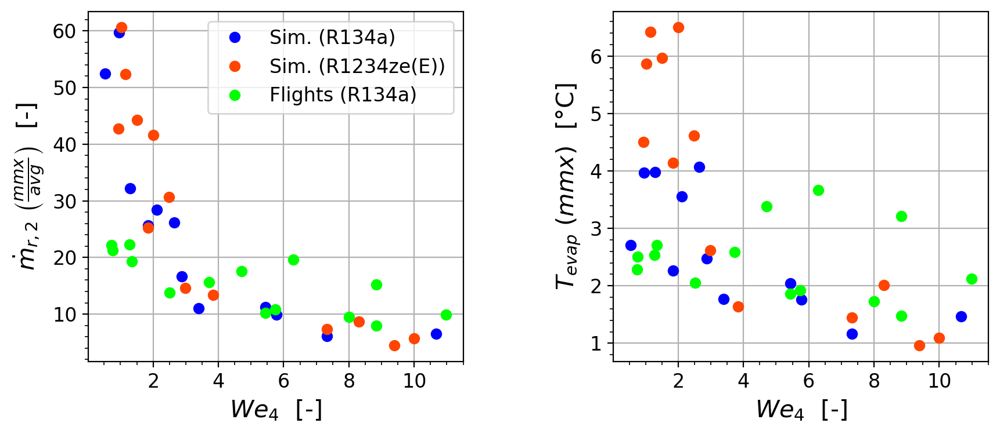 60
50
40
30
20
10
ṁr, 2 (mmx/avg) [-]
Sim. (R134a)
Sim. (R1234ze(E))
Flights (R134a)
2 4 6 8 10
We4 [-]
6
5
4
3
2
1
Tevap (mmx) [°C]
2 4 6 8 10
We4 [-]